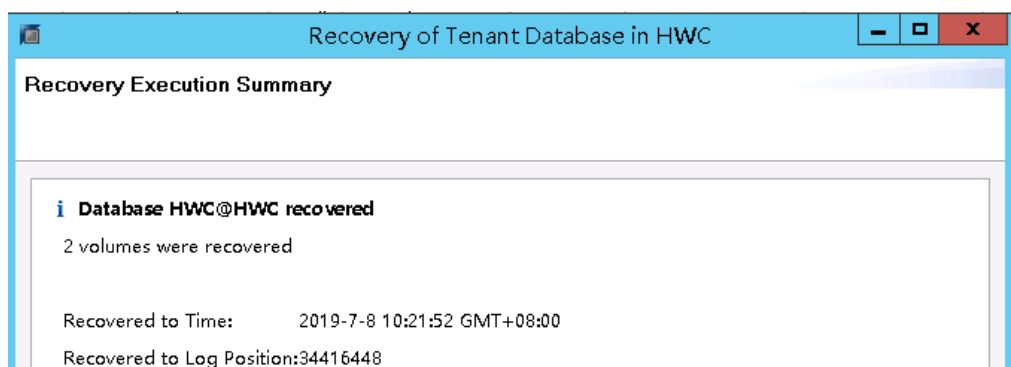 Recovery of Tenant Database in HWC
Recovery Execution Summary
i Database HWC@HWC recovered
2 volumes were recovered
Recovered to Time: 2019-7-8 10:21:52 GMT+08:00
Recovered to Log Position:34416448